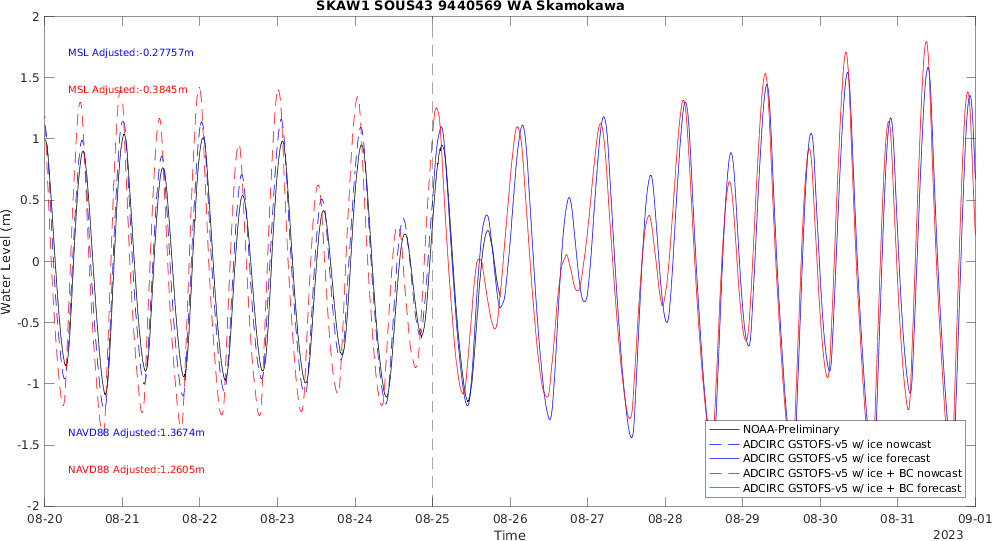 SKAW1 SOUS43 9440569 WA Skamokawa
MSL Adjusted:-0.27757m
MSL Adjusted:-0.3845m
NAVD88 Adjusted:1.3674m
NAVD88 Adjusted:1.2605m
Water Level (m)
2
1.5
1
0.5
0
-0.5
-1
-1.5
-2
NOAA-Preliminary
ADCIRC GSTOFS-v5 w/ ice nowcast
ADCIRC GSTOFS-v5 w/ ice forecast
ADCIRC GSTOFS-v5 w/ ice + BC nowcast
ADCIRC GSTOFS-v5 w/ ice + BC forecast
08-20 08-21 08-22 08-23 08-24 08-25 08-26 08-27 08-28 08-29 08-30 08-31 09-01
Time
2023